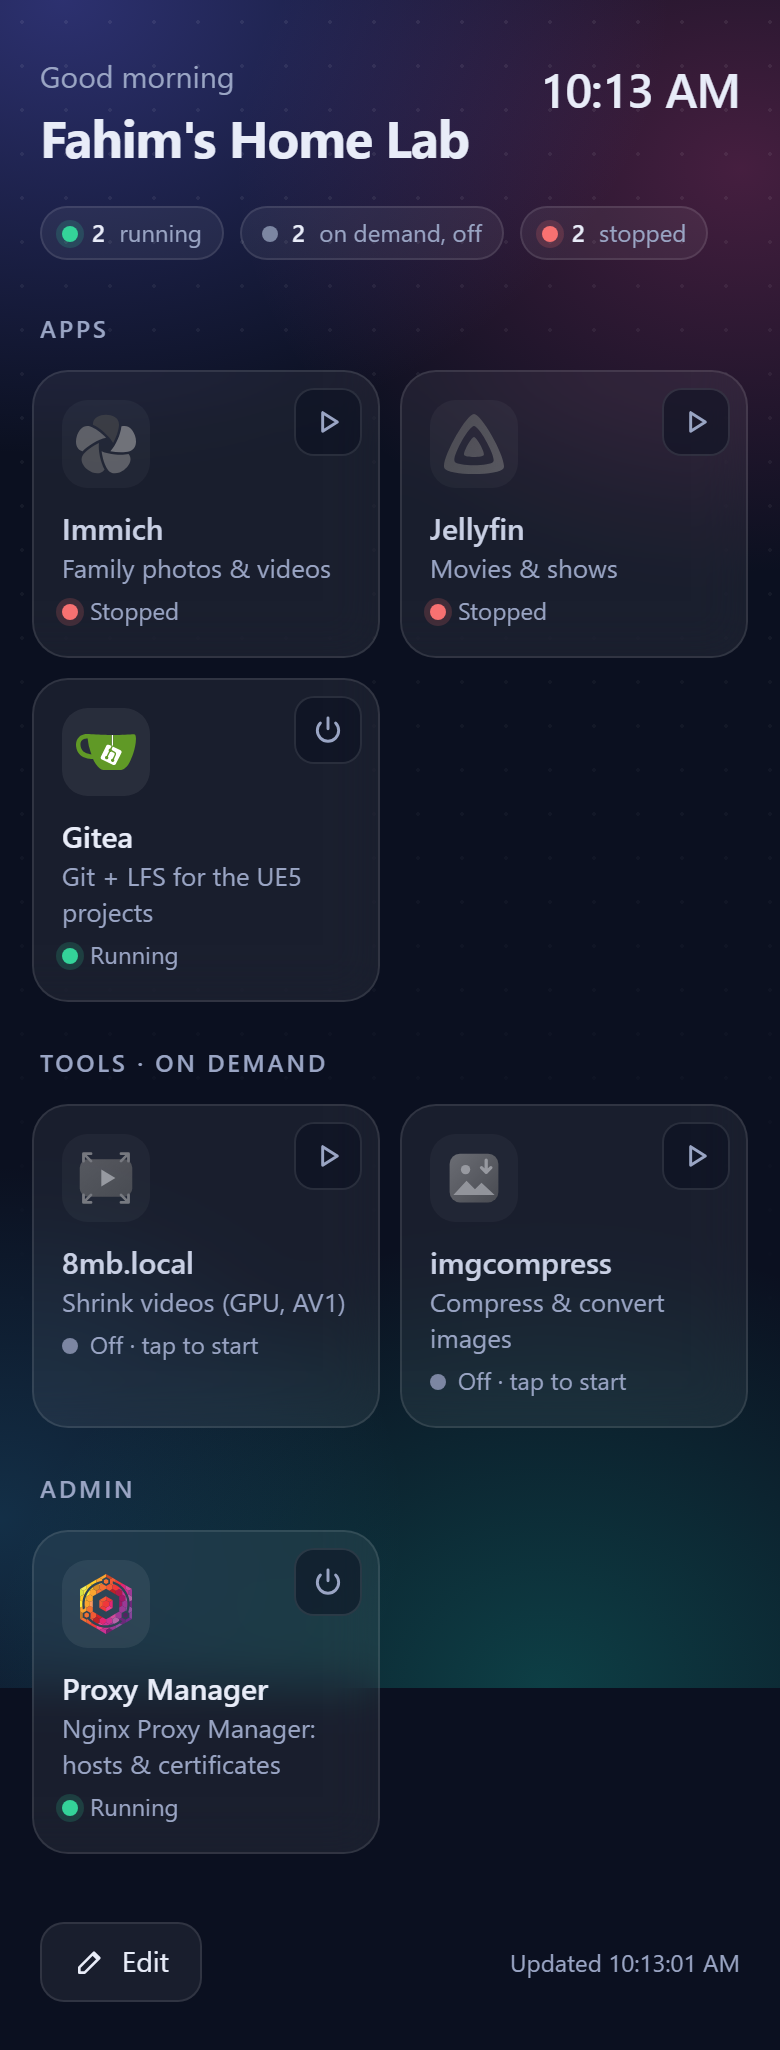 Good morning
10:13 AM
Fahim's Home Lab
2 running
2 on demand, off
2 stopped
APPS
Immich
Family photos & videos
Stopped
Jellyfin
Movies & shows
Stopped
Gitea
Git + LFS for the UE5
projects
Running
TOOLS · ON DEMAND
8mb.local
Shrink videos (GPU, AV1)
Off · tap to start
imgcompress
Compress & convert
images
Off · tap to start
ADMIN
Proxy Manager
Nginx Proxy Manager:
hosts & certificates
Running
Edit
Updated 10:13:01 AM